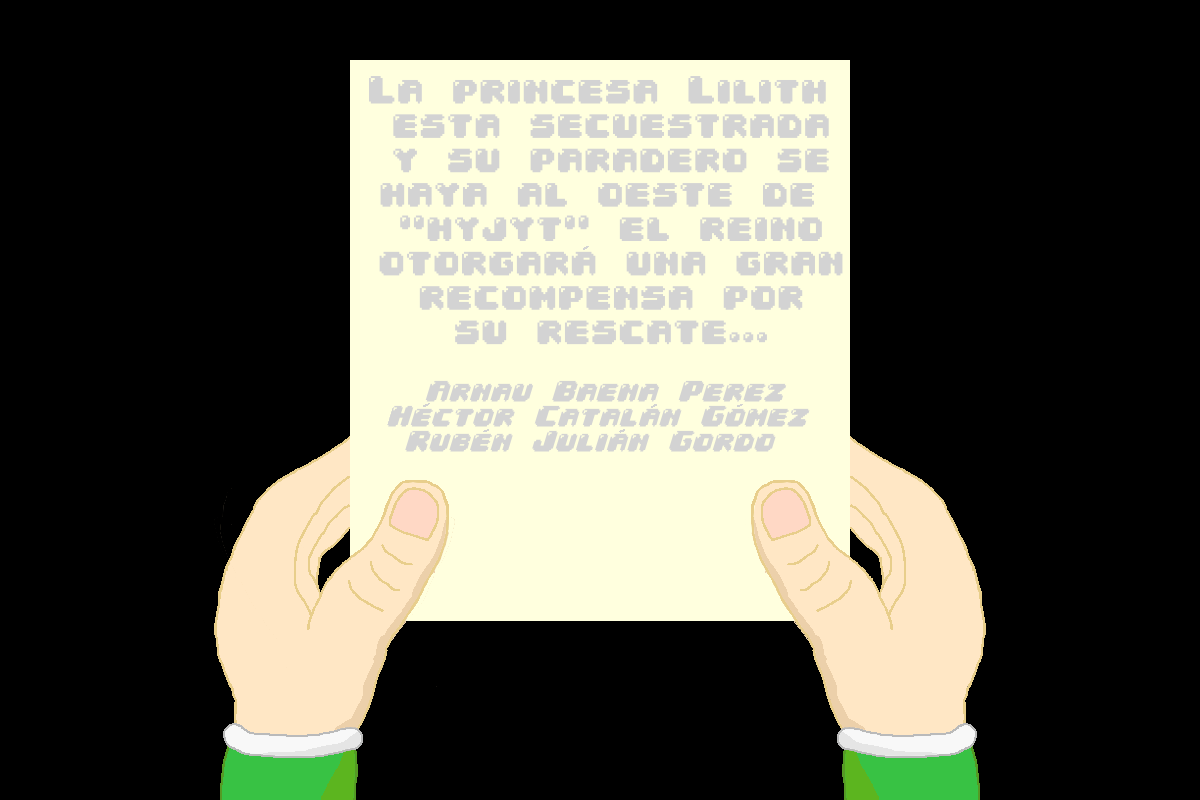 La princesa Lilith
esta secuestrada
y su paradero se
haya al oeste de
"Hyjyt" el reino
otorgará una gran
recompensa por
su rescate...
Arnau Baena Perez
Héctor Catalán Gómez
Rubén Julián Gordo